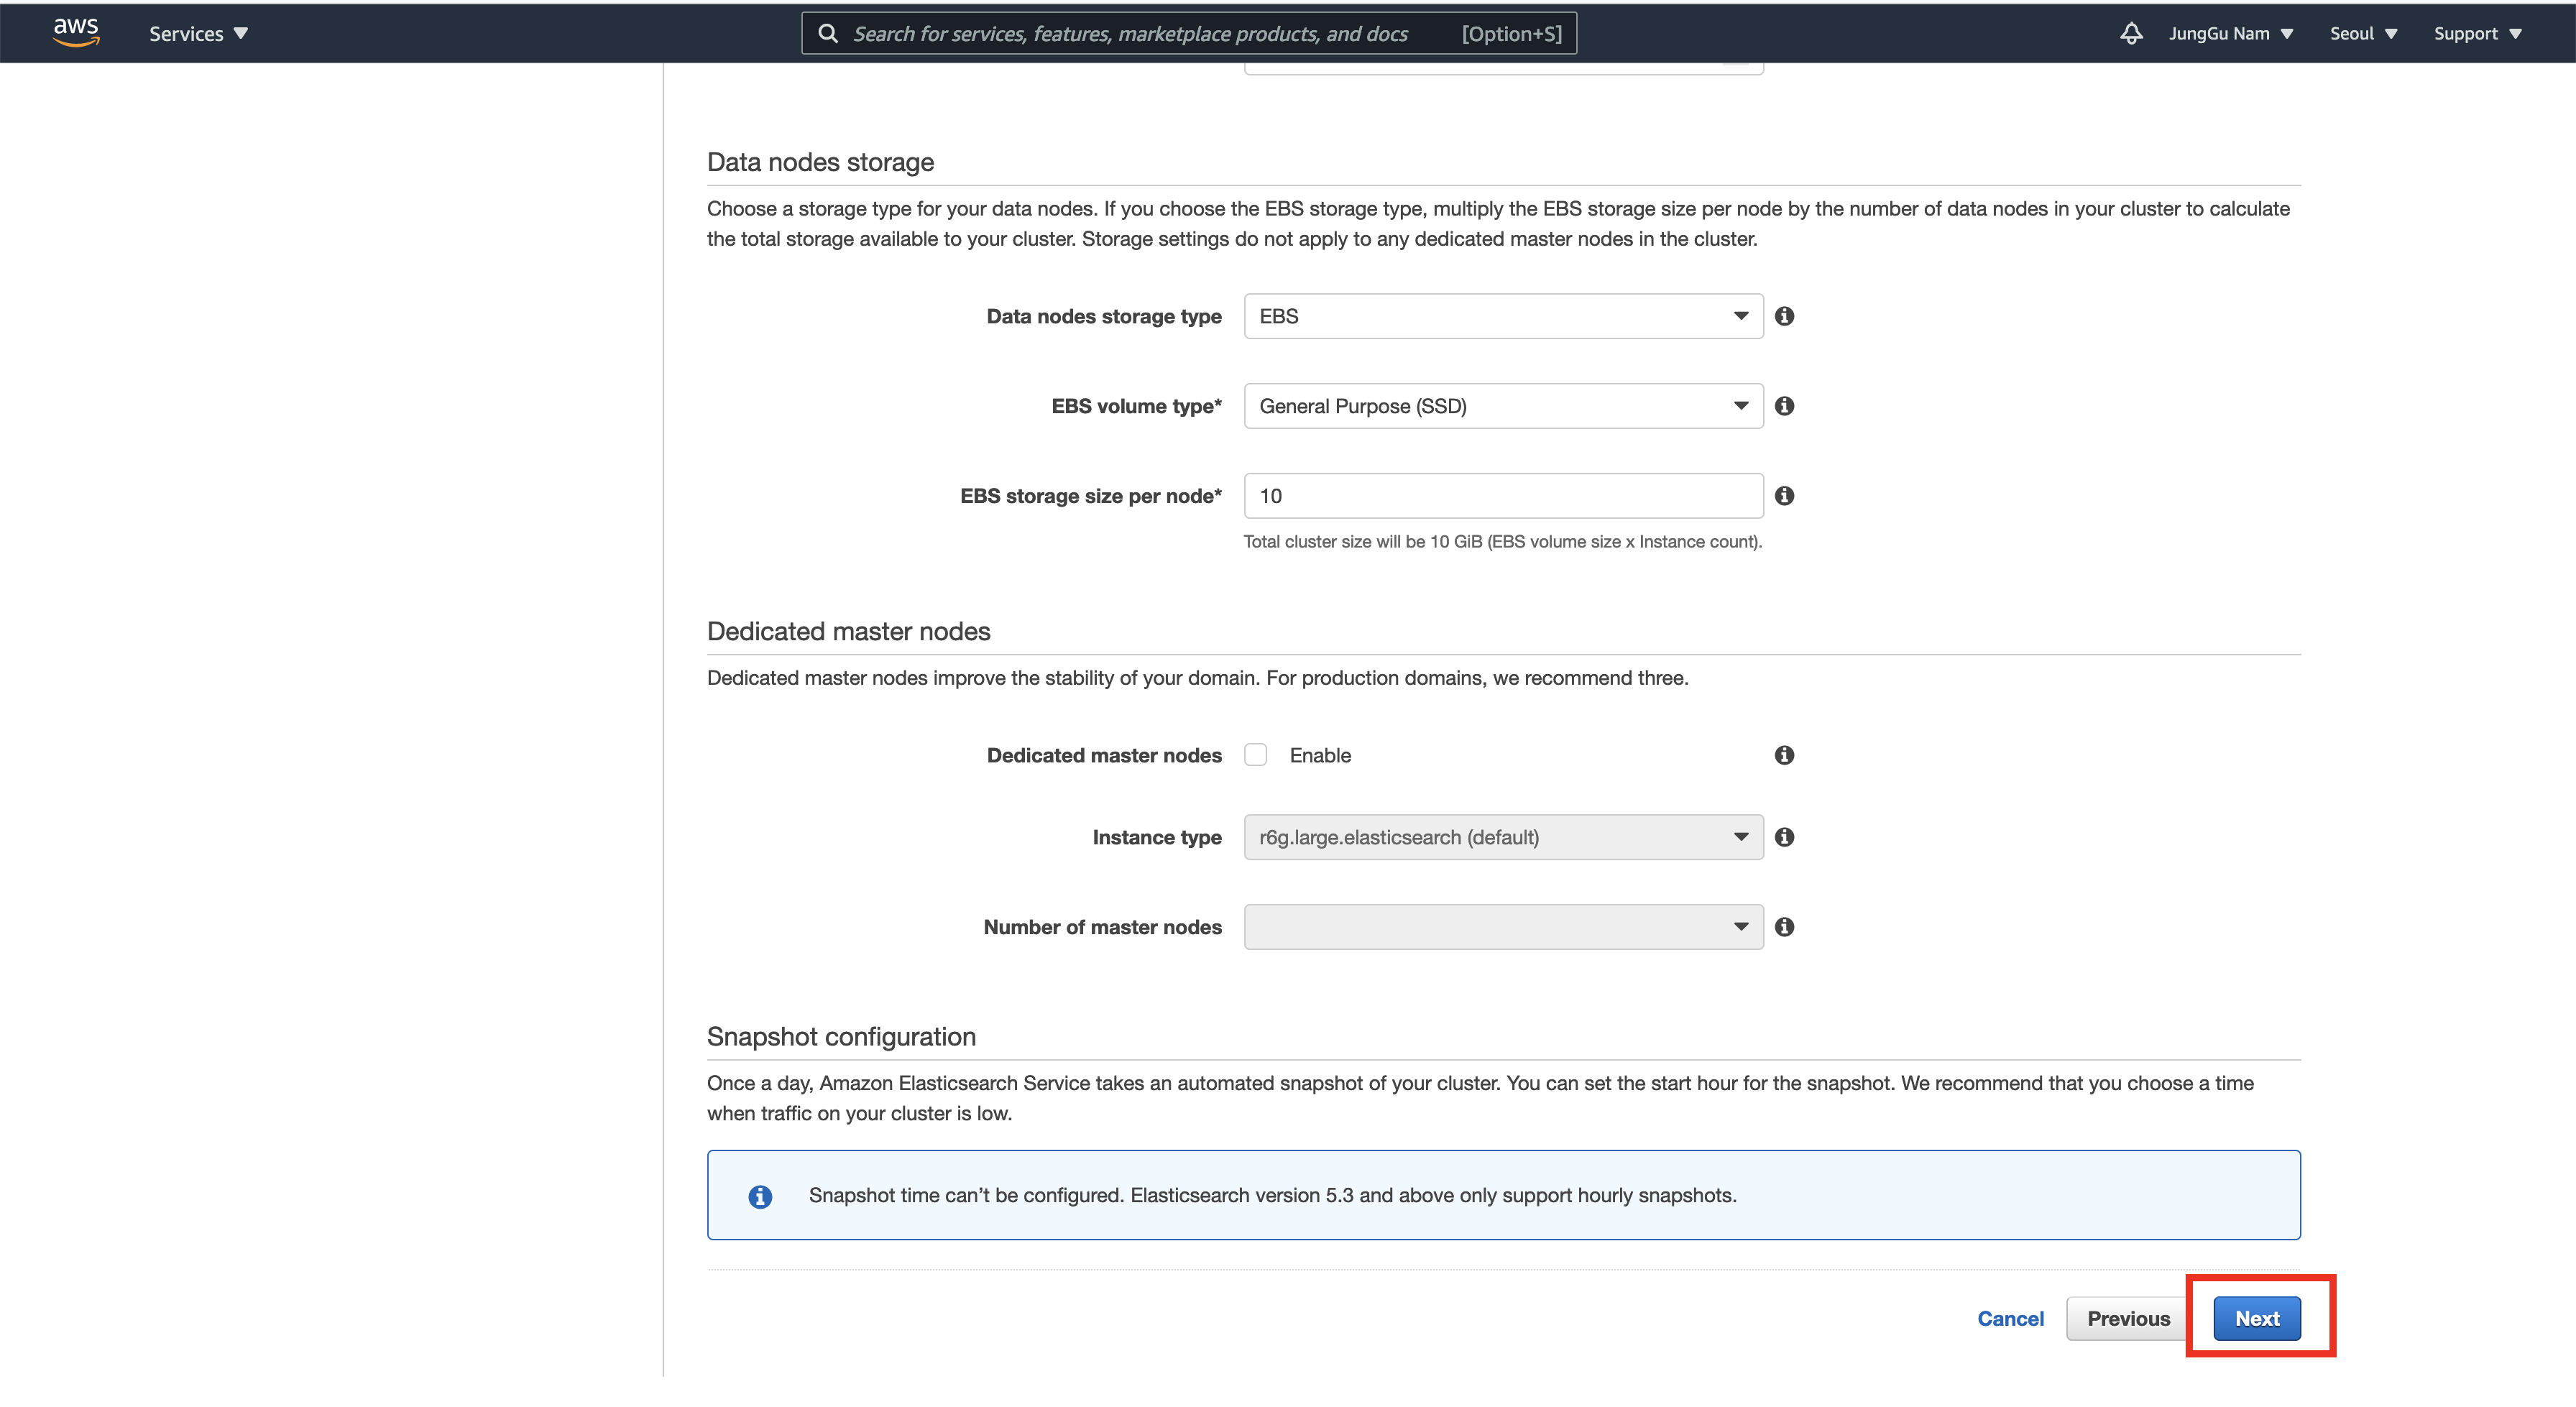 aws Services Search for services, features, marketplace products, and docs [Option+S] JungGu Nam Seoul Support
Data nodes storage
Choose a storage type for your data nodes. If you choose the EBS storage type, multiply the EBS storage size per node by the number of data nodes in your cluster to calculate
the total storage available to your cluster. Storage settings do not apply to any dedicated master nodes in the cluster.
Data nodes storage type EBS
EBS volume type* General Purpose (SSD)
EBS storage size per node* 10
Total cluster size will be 10 GiB (EBS volume size x Instance count).
Dedicated master nodes
Dedicated master nodes improve the stability of your domain. For production domains, we recommend three.
Dedicated master nodes Enable
Instance type r6g.large.elasticsearch (default)
Number of master nodes
Snapshot configuration
Once a day, Amazon Elasticsearch Service takes an automated snapshot of your cluster. You can set the start hour for the snapshot. We recommend that you choose a time
when traffic on your cluster is low.
Snapshot time can’t be configured. Elasticsearch version 5.3 and above only support hourly snapshots.
Cancel Previous Next